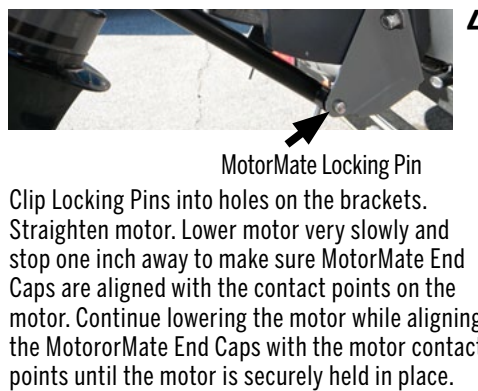 MotorMate Locking Pin
Clip Locking Pins into holes on the brackets.
Straighten motor. Lower motor very slowly and
stop one inch away to make sure MotorMate End
Caps are aligned with the contact points on the
motor. Continue lowering the motor while aligning
the MotororMate End Caps with the motor contact
points until the motor is securely held in place.